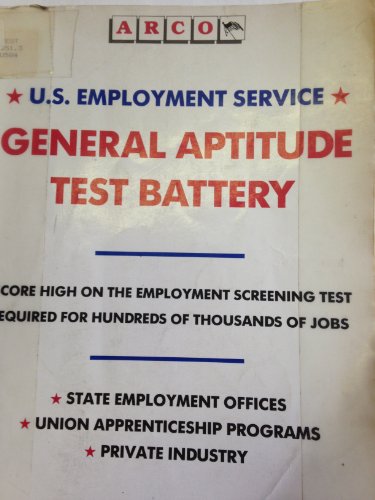 ARCO
★ U.S. EMPLOYMENT SERVICE ★
GENERAL APTITUDE
TEST BATTERY
CORE HIGH ON THE EMPLOYMENT SCREENING TEST
EQUIRED FOR HUNDREDS OF THOUSANDS OF JOBS
★ STATE EMPLOYMENT OFFICES
★ UNION APPRENTICESHIP PROGRAMS
★ PRIVATE INDUSTRY